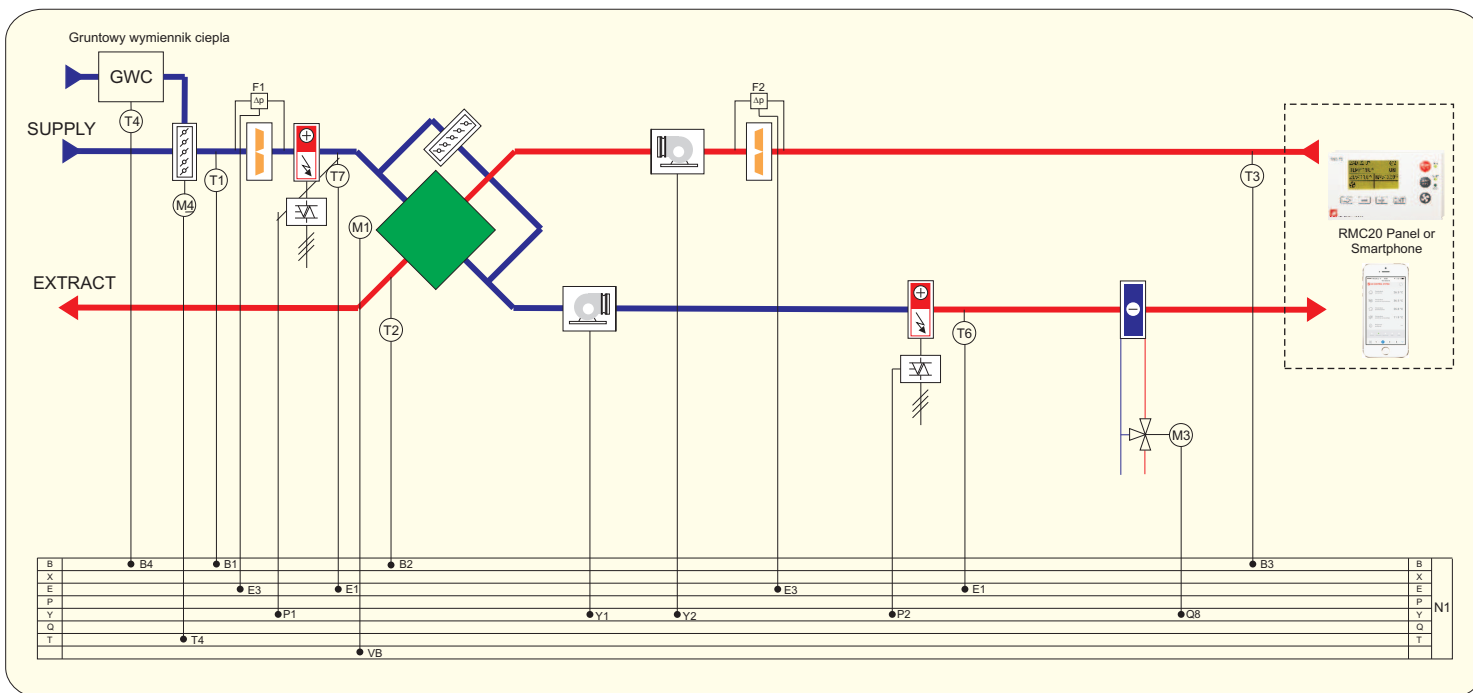 Gruntowy wymiennik ciepla
GWC
T4
SUPPLY
EXTRACT
M4
T1
F1
Δp
T7
M1
T2
F2
Δp
T6
M3
T3
RMC20 Panel or
Smartphone
B B4 B1 B2 B3 B
X X
E E3 E1 E3 E1 E
P P
Y P1 Y1 Y2 P2 Q8 Y
Q Q
T T4 T
VB
N1